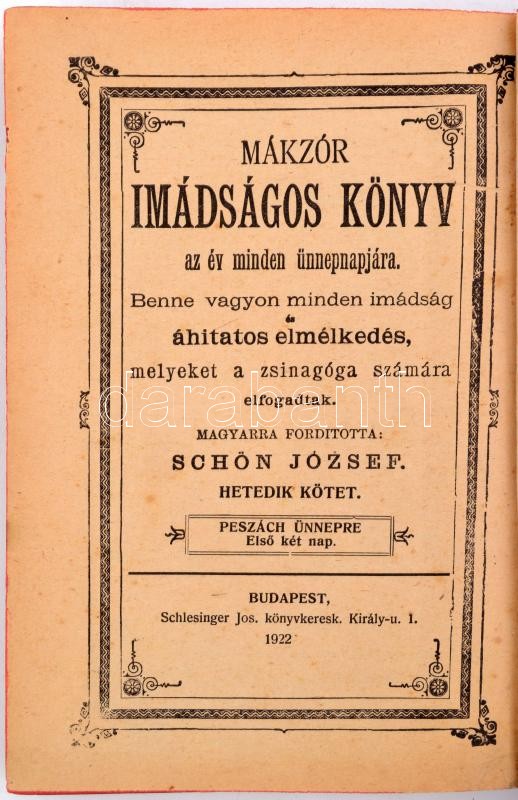 MÁKZÓR
IMÁDSÁGOS KÖNYV
az év minden ünnepnapjára.
Benne vagyon minden imádság
és
áhitatos elmélkedés,
melyeket a zsinagóga számára
elfogadtak.
MAGYARRA FORDITOTTA:
SCHÖN JÓZSEF.
HETEDIK KÖTET.
PESZÁCH ÜNNEPRE
Első két nap.
BUDAPEST,
Schlesinger Jos. könyvkeresk. Király-u. 1.
1922
darabanth